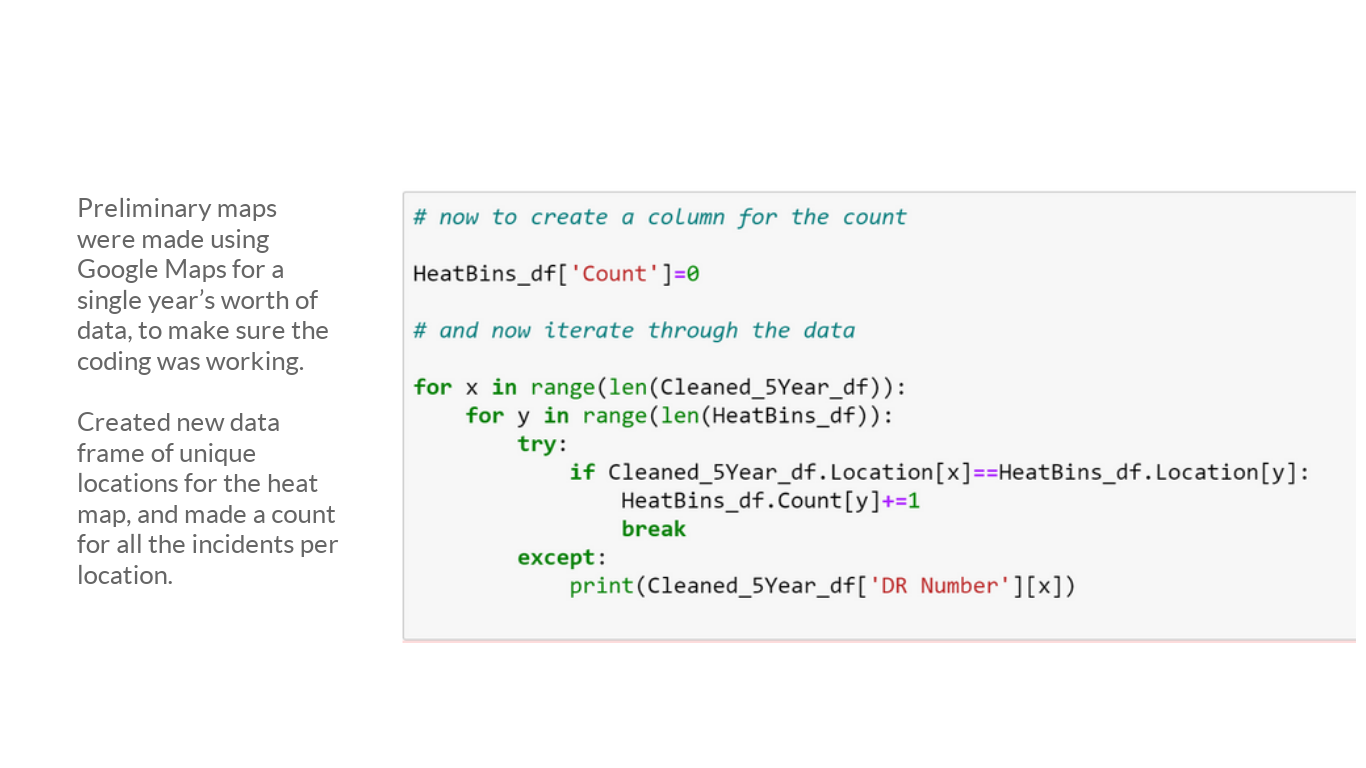 Preliminary maps
were made using
Google Maps for a
single year’s worth of
data, to make sure the
coding was working.
Created new data
frame of unique
locations for the heat
map, and made a count
for all the incidents per
location.
# now to create a column for the count
HeatBins_df['Count']=0
# and now iterate through the data
for x in range(len(Cleaned_5Year_df)):
    for y in range(len(HeatBins_df)):
        try:
            if Cleaned_5Year_df.Location[x]==HeatBins_df.Location[y]:
                HeatBins_df.Count[y]+=1
                break
        except:
            print(Cleaned_5Year_df['DR Number'][x])